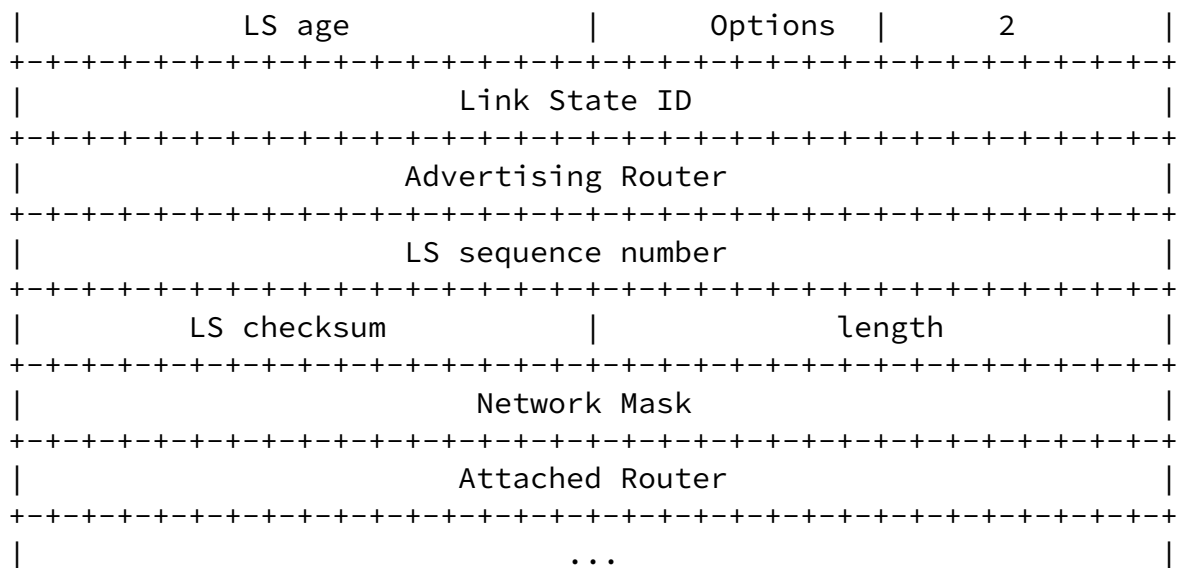 | LS age | Options | 2 |
+-+-+-+-+-+-+-+-+-+-+-+-+-+-+-+-+-+-+-+-+-+-+-+-+-+-+-+-+-+-+-+-+
| Link State ID |
+-+-+-+-+-+-+-+-+-+-+-+-+-+-+-+-+-+-+-+-+-+-+-+-+-+-+-+-+-+-+-+-+
| Advertising Router |
+-+-+-+-+-+-+-+-+-+-+-+-+-+-+-+-+-+-+-+-+-+-+-+-+-+-+-+-+-+-+-+-+
| LS sequence number |
+-+-+-+-+-+-+-+-+-+-+-+-+-+-+-+-+-+-+-+-+-+-+-+-+-+-+-+-+-+-+-+-+
| LS checksum | length |
+-+-+-+-+-+-+-+-+-+-+-+-+-+-+-+-+-+-+-+-+-+-+-+-+-+-+-+-+-+-+-+-+
| Network Mask |
+-+-+-+-+-+-+-+-+-+-+-+-+-+-+-+-+-+-+-+-+-+-+-+-+-+-+-+-+-+-+-+-+
| Attached Router |
+-+-+-+-+-+-+-+-+-+-+-+-+-+-+-+-+-+-+-+-+-+-+-+-+-+-+-+-+-+-+-+-+
| ... |